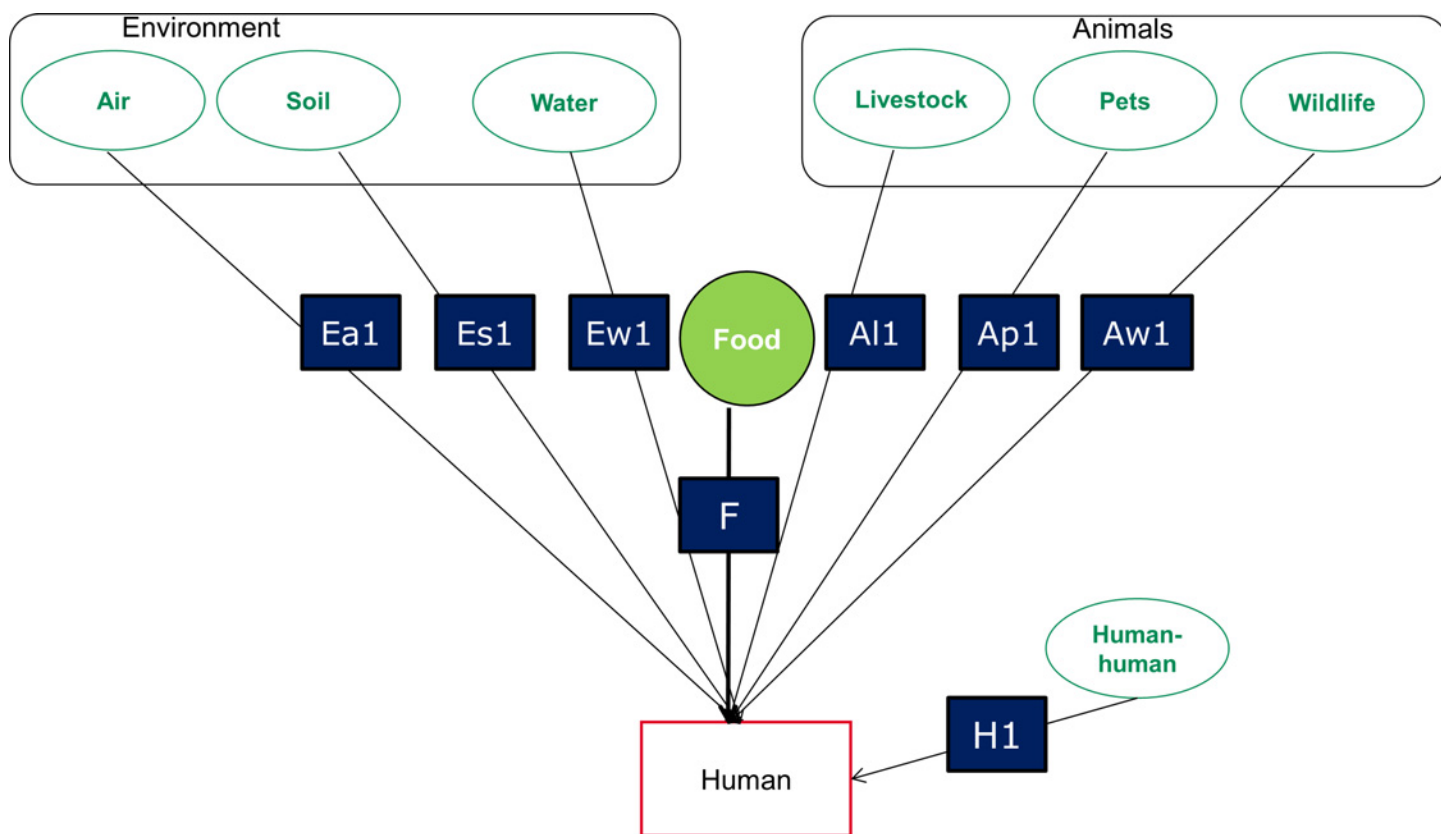 Environment
Animals
Air
Soil
Water
Livestock
Pets
Wildlife
Ea1
Es1
Ew1
Food
Al1
Ap1
Aw1
F
Human-
human
H1
Human